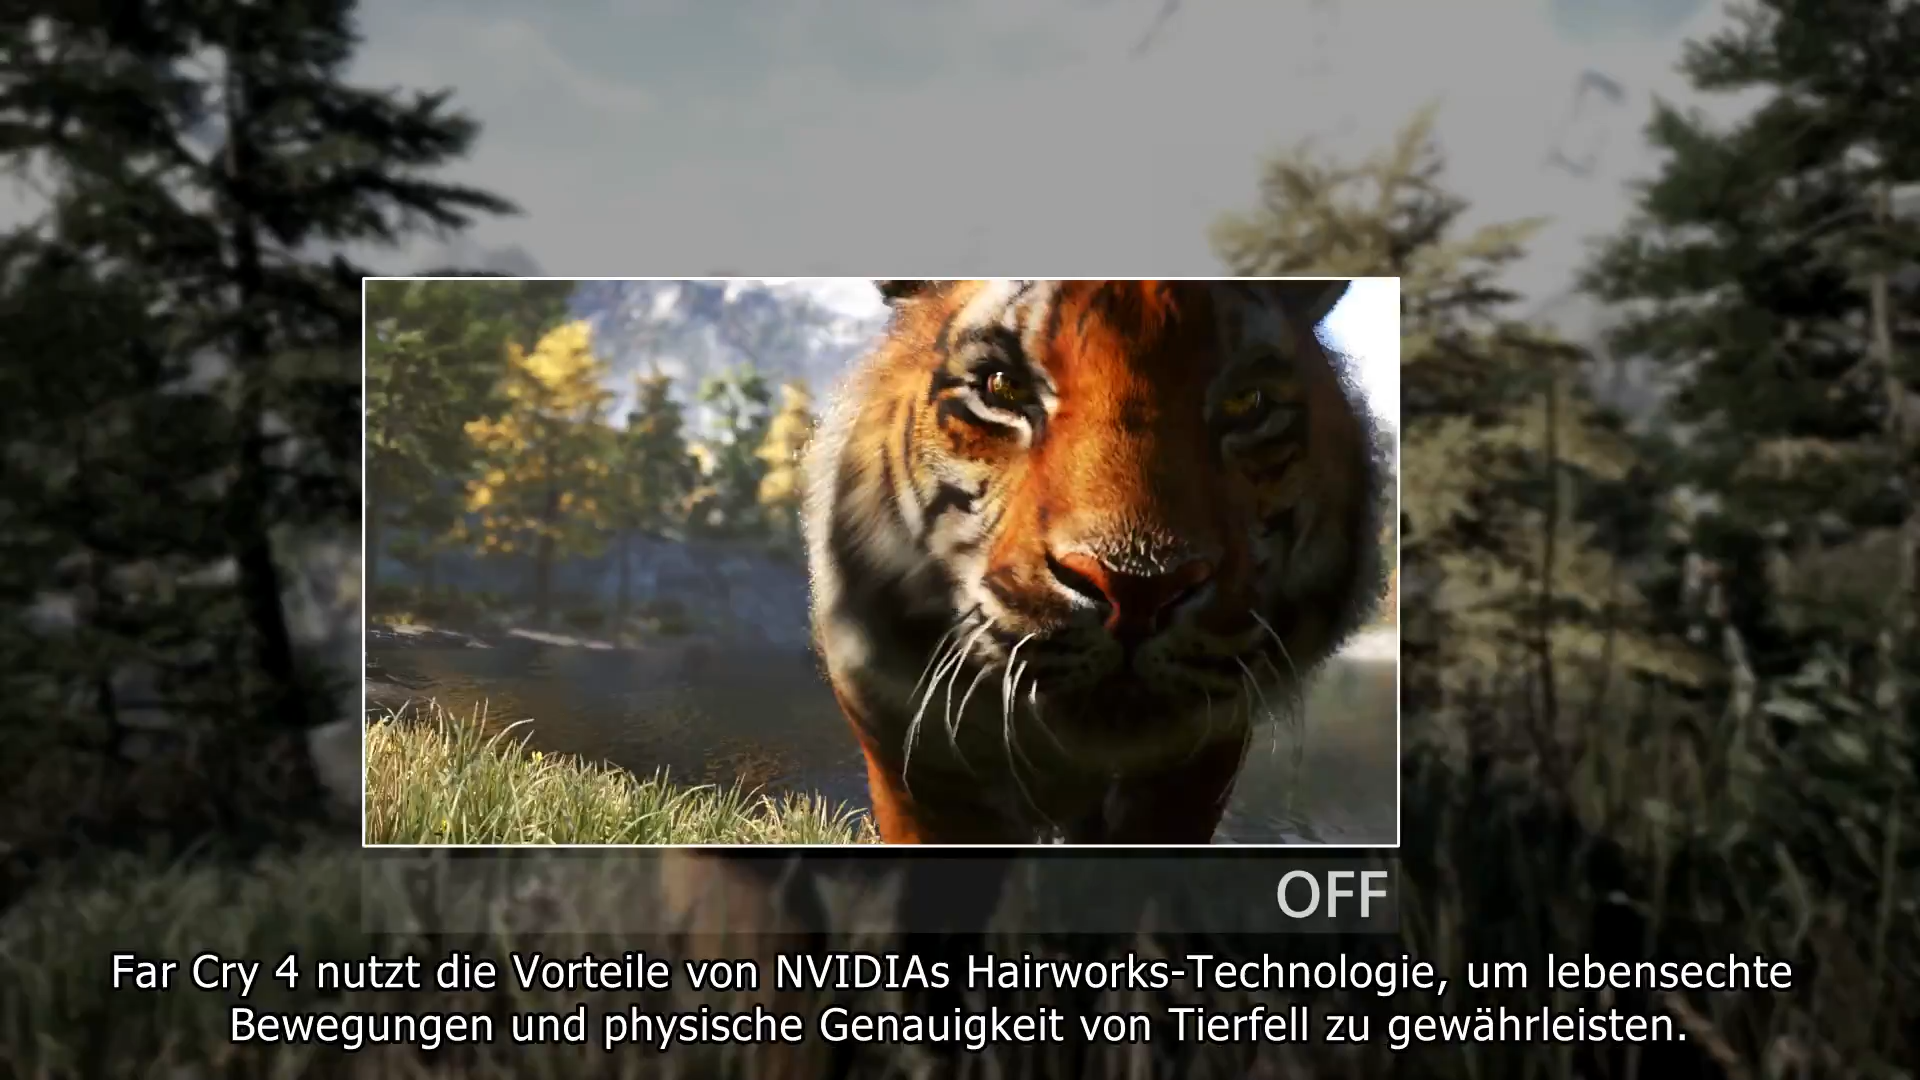 OFF
Far Cry 4 nutzt die Vorteile von NVIDIAs Hairworks-Technologie, um lebensechte
Bewegungen und physische Genauigkeit von Tierfell zu gewährleisten.